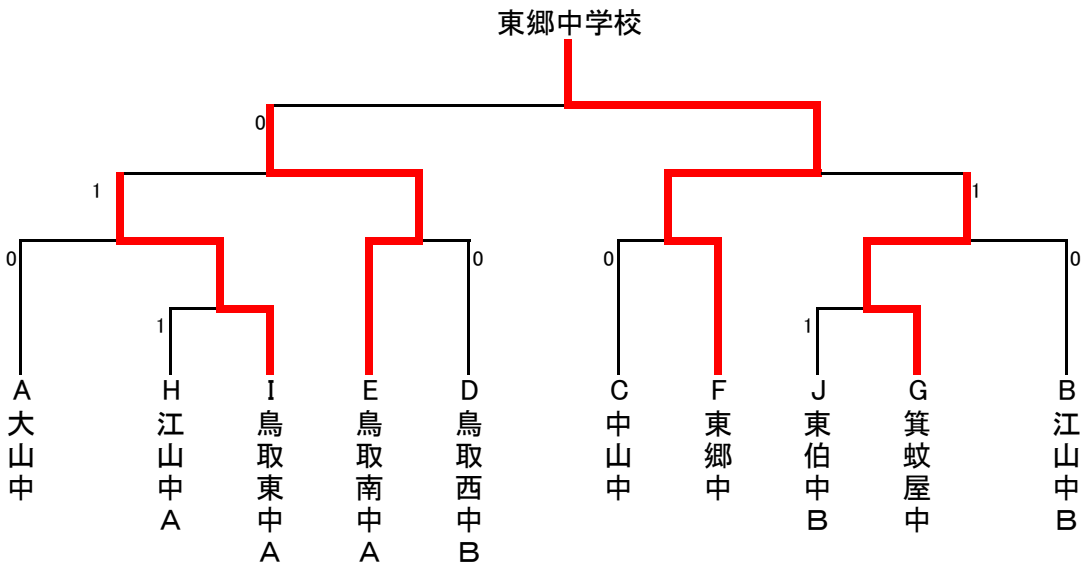 東郷中学校
0
1
1
0
0
0
0
1
1
A
大山中
H
江山中A
I
鳥取東中A
E
鳥取南中A
D
鳥取西中B
C
中山中
F
東郷中
J
東伯中B
G
箕蚊屋中
B
江山中B